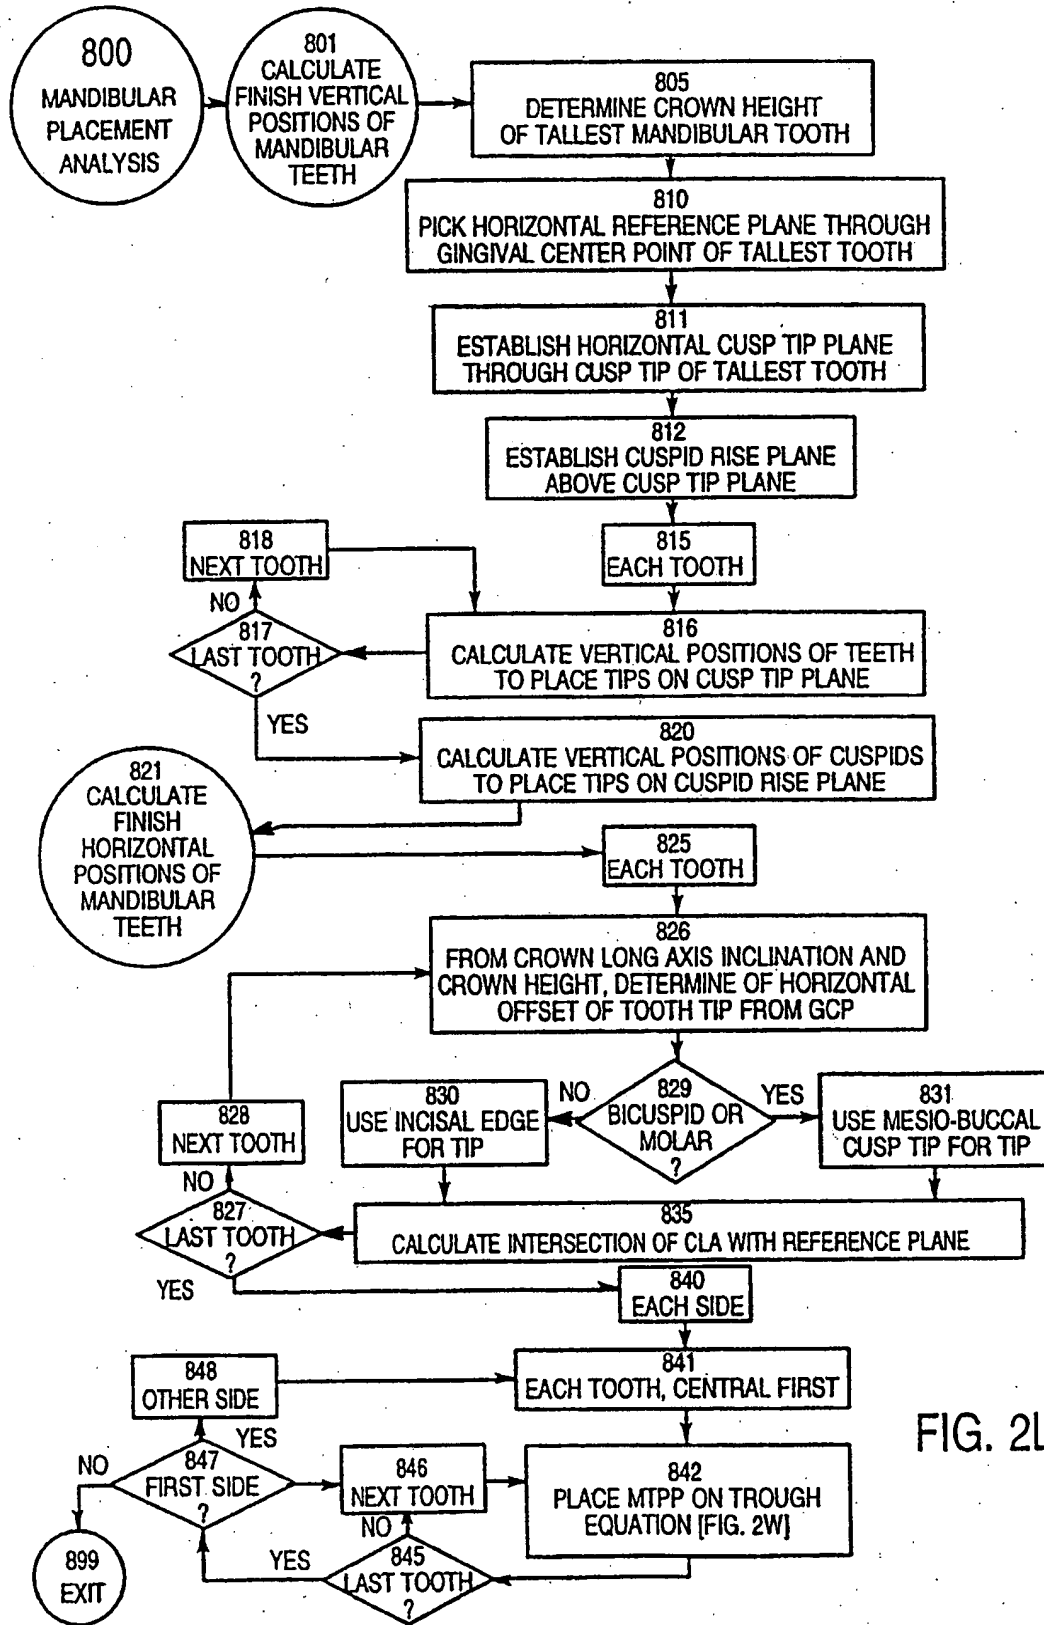 800
MANDIBULAR
PLACEMENT
ANALYSIS
801
CALCULATE
FINISH VERTICAL
POSITIONS OF
MANDIBULAR
TEETH
805
DETERMINE CROWN HEIGHT
OF TALLEST MANDIBULAR TOOTH
810
PICK HORIZONTAL REFERENCE PLANE THROUGH
GINGIVAL CENTER POINT OF TALLEST TOOTH
811
ESTABLISH HORIZONTAL CUSP TIP PLANE
THROUGH CUSP TIP OF TALLEST TOOTH
812
ESTABLISH CUSPID RISE PLANE
ABOVE CUSP TIP PLANE
815
EACH TOOTH
818
NEXT TOOTH
NO
817
LAST TOOTH
?
YES
816
CALCULATE VERTICAL POSITIONS OF TEETH
TO PLACE TIPS ON CUSP TIP PLANE
820
CALCULATE VERTICAL POSITIONS OF CUSPIDS
TO PLACE TIPS ON CUSPID RISE PLANE
821
CALCULATE
FINISH
HORIZONTAL
POSITIONS OF
MANDIBULAR
TEETH
825
EACH TOOTH
826
FROM CROWN LONG AXIS INCLINATION AND
CROWN HEIGHT, DETERMINE OF HORIZONTAL
OFFSET OF TOOTH TIP FROM GCP
829
BICUSPID OR
MOLAR
?
NO
YES
830
USE INCISAL EDGE
FOR TIP
831
USE MESIO-BUCCAL
CUSP TIP FOR TIP
828
NEXT TOOTH
NO
827
LAST TOOTH
?
YES
835
CALCULATE INTERSECTION OF CLA WITH REFERENCE PLANE
840
EACH SIDE
841
EACH TOOTH, CENTRAL FIRST
848
OTHER SIDE
YES
847
FIRST SIDE
?
NO
846
NEXT TOOTH
NO
842
PLACE MTPP ON TROUGH
EQUATION [FIG. 2W]
845
LAST TOOTH
?
YES
899
EXIT
FIG. 2L